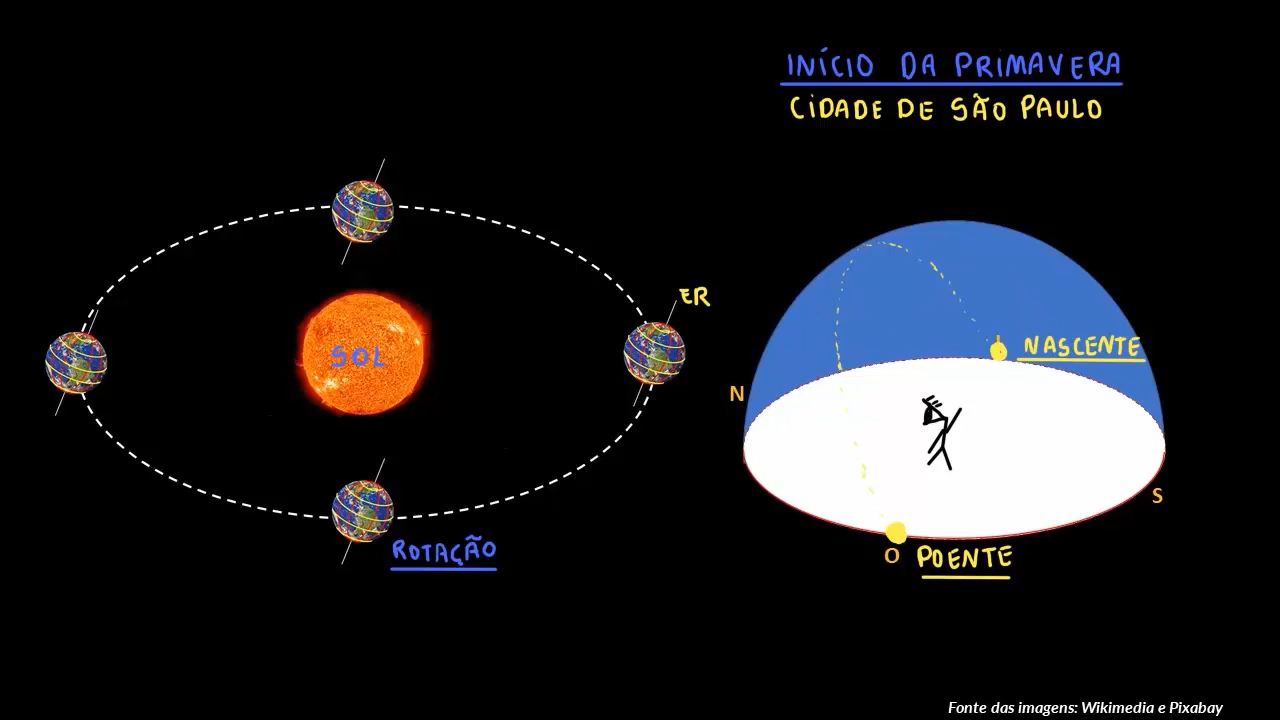 INÍCIO DA PRIMAVERA
CIDADE DE SÃO PAULO
ER
SOL
NASCENTE
N
S
ROTAÇÃO
O POENTE
Fonte das imagens: Wikimedia e Pixabay